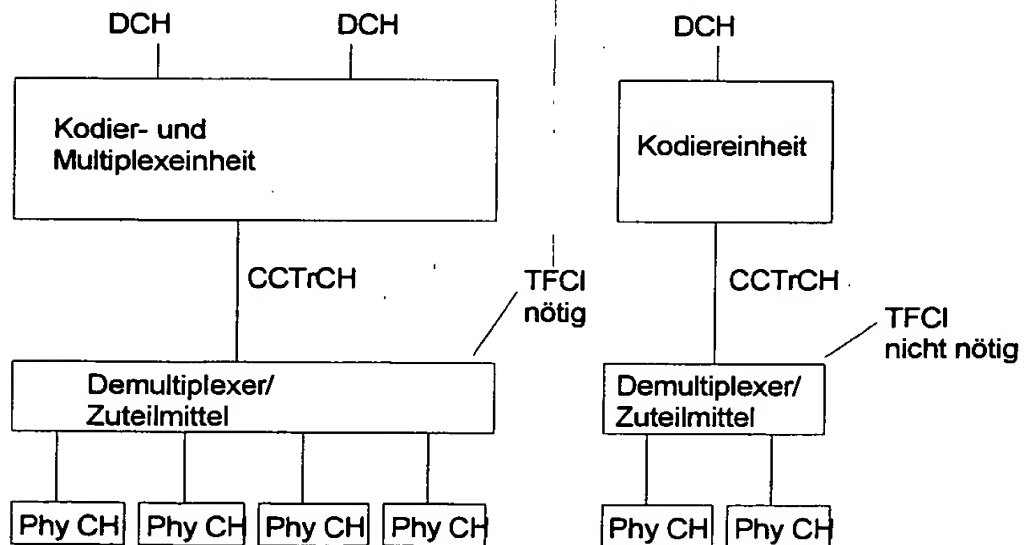 DCH DCH DCH
Kodier- und
Multiplexeinheit
Kodiereinheit
CCTrCH
TFCI
nötig
CCTrCH
TFCI
nicht nötig
Demultiplexer/
Zuteilmittel
Demultiplexer/
Zuteilmittel
Phy CH Phy CH Phy CH Phy CH Phy CH Phy CH